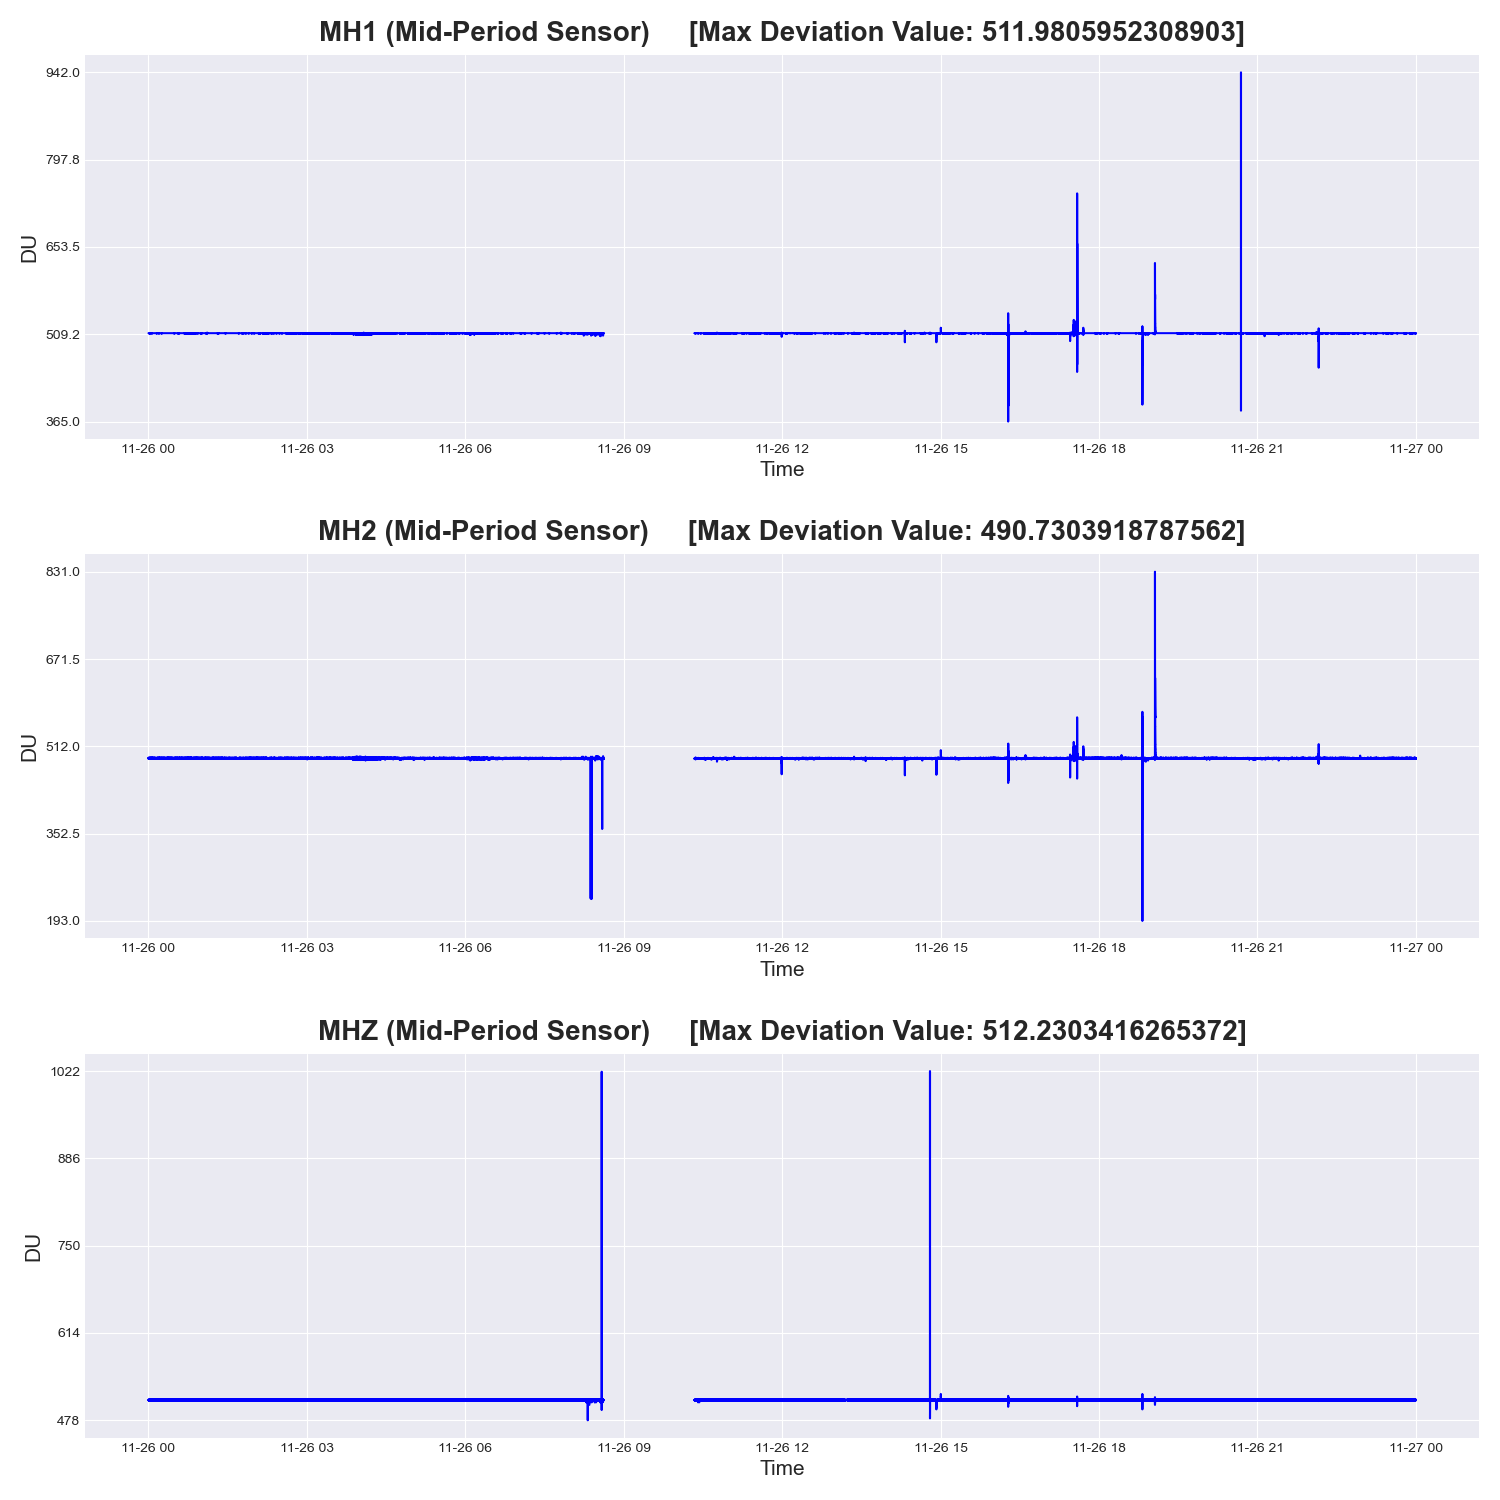 MH1 (Mid-Period Sensor)     [Max Deviation Value: 511.9805952308903]
942.0
797.8
653.5
509.2
365.0
DU
11-26 00 11-26 03 11-26 06 11-26 09 11-26 12 11-26 15 11-26 18 11-26 21 11-27 00
Time
MH2 (Mid-Period Sensor)     [Max Deviation Value: 490.7303918787562]
831.0
671.5
512.0
352.5
193.0
DU
11-26 00 11-26 03 11-26 06 11-26 09 11-26 12 11-26 15 11-26 18 11-26 21 11-27 00
Time
MHZ (Mid-Period Sensor)     [Max Deviation Value: 512.2303416265372]
1022
886
750
614
478
DU
11-26 00 11-26 03 11-26 06 11-26 09 11-26 12 11-26 15 11-26 18 11-26 21 11-27 00
Time